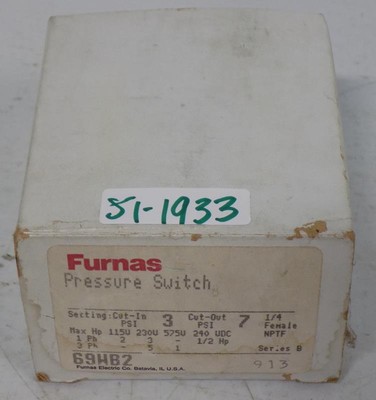 51-1933
Furnas
Pressure Switch
Setting: Cut-In 3 Cut-Out 7 1/4
PSI PSI Female
Max Hp 115V 230V 575V 240 VDC NPTF
1 Ph 2 3 - 1/2 Hp
3 Ph - 5 1 Series B
69WB2 913
Furnas Electric Co. Batavia, IL U.S.A.